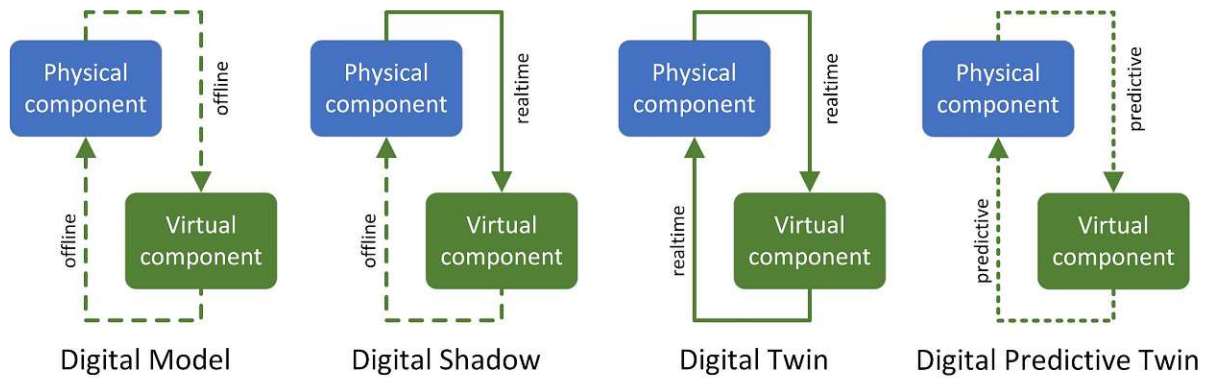 Physical
component
offline
offline
Virtual
component
Digital Model
Physical
component
realtime
offline
Virtual
component
Digital Shadow
Physical
component
realtime
realtime
Virtual
component
Digital Twin
Physical
component
predictive
predictive
Virtual
component
Digital Predictive Twin